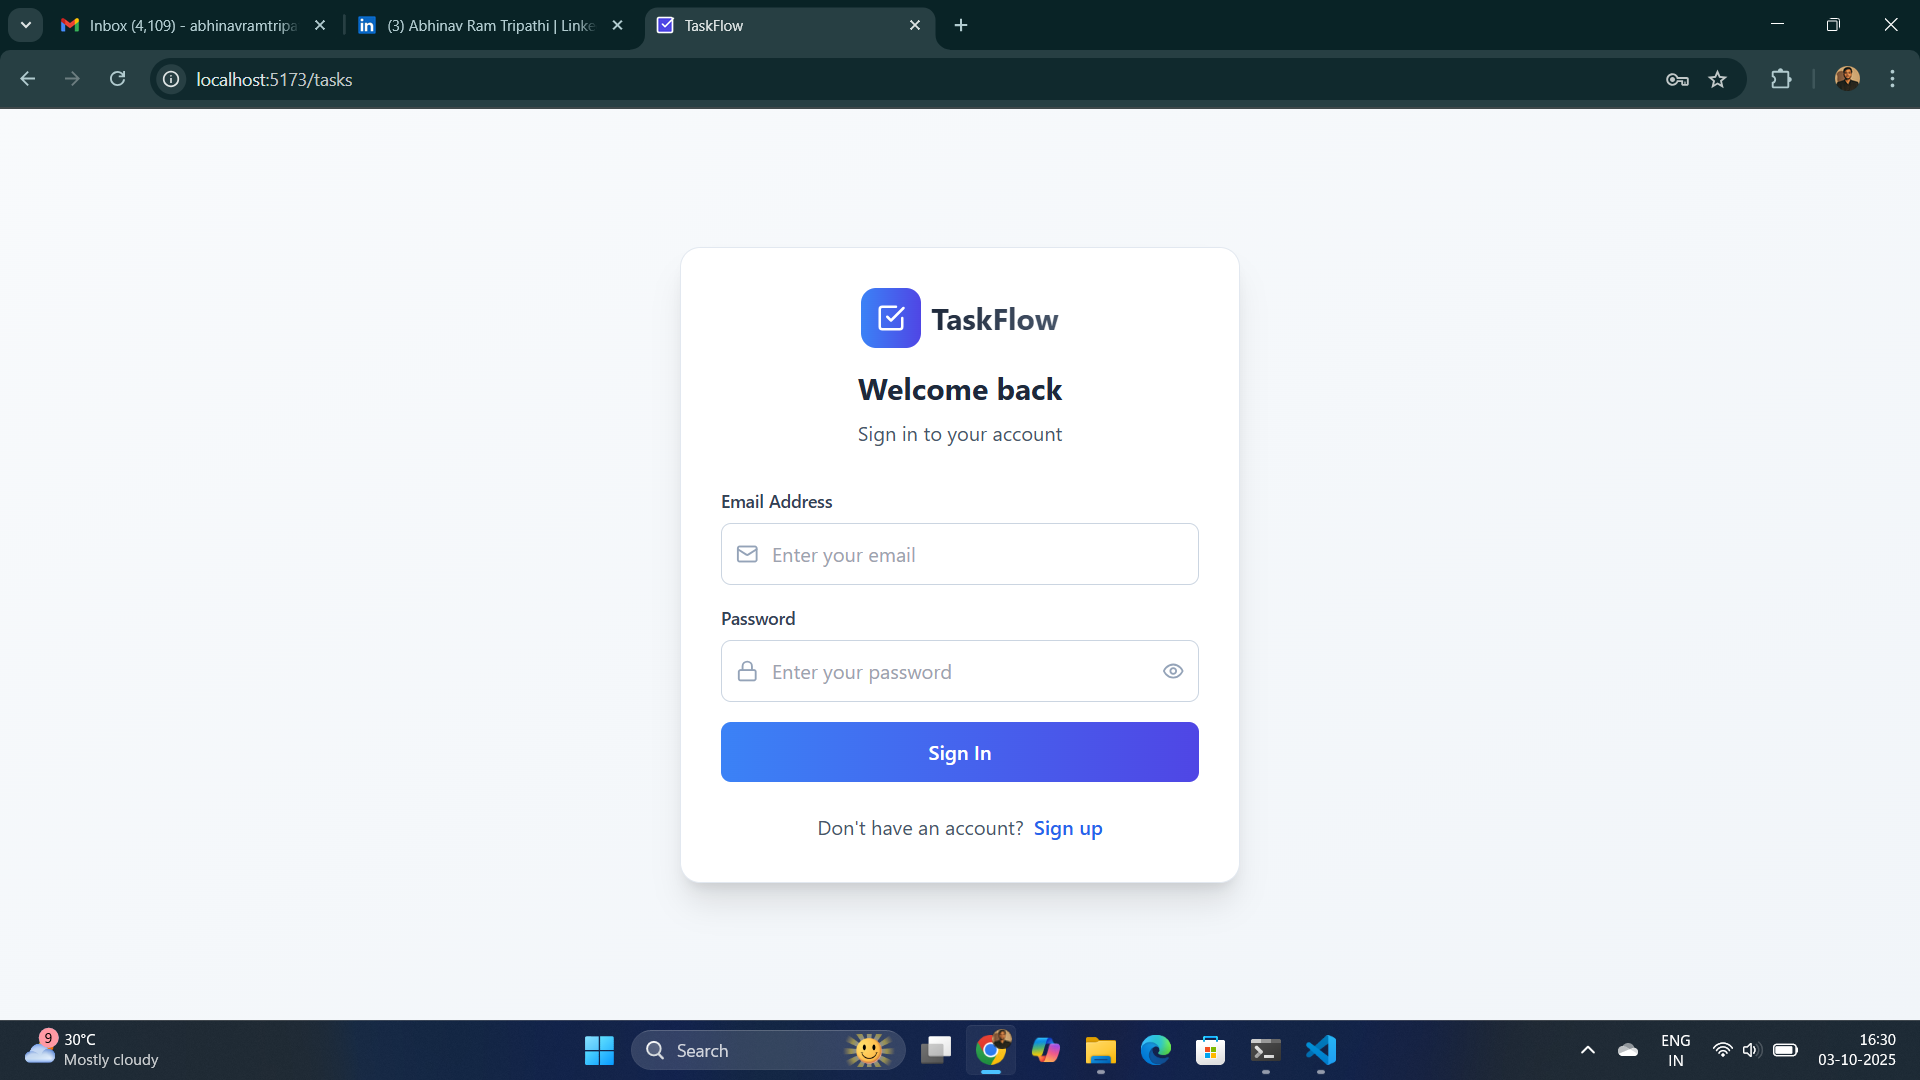 Inbox (4,109) - abhinavramtripa
(3) Abhinav Ram Tripathi | Linke
TaskFlow
localhost:5173/tasks
TaskFlow
Welcome back
Sign in to your account
Email Address
Enter your email
Password
Enter your password
Sign In
Don't have an account? Sign up
9
30°C
Mostly cloudy
Search
ENG
IN
16:30
03-10-2025